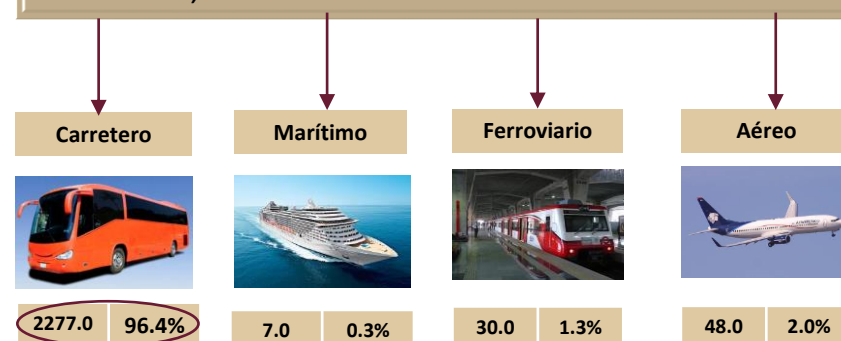 Carretero
Marítimo
Ferroviario
Aéreo
2277.0 96.4%
7.0 0.3%
30.0 1.3%
48.0 2.0%